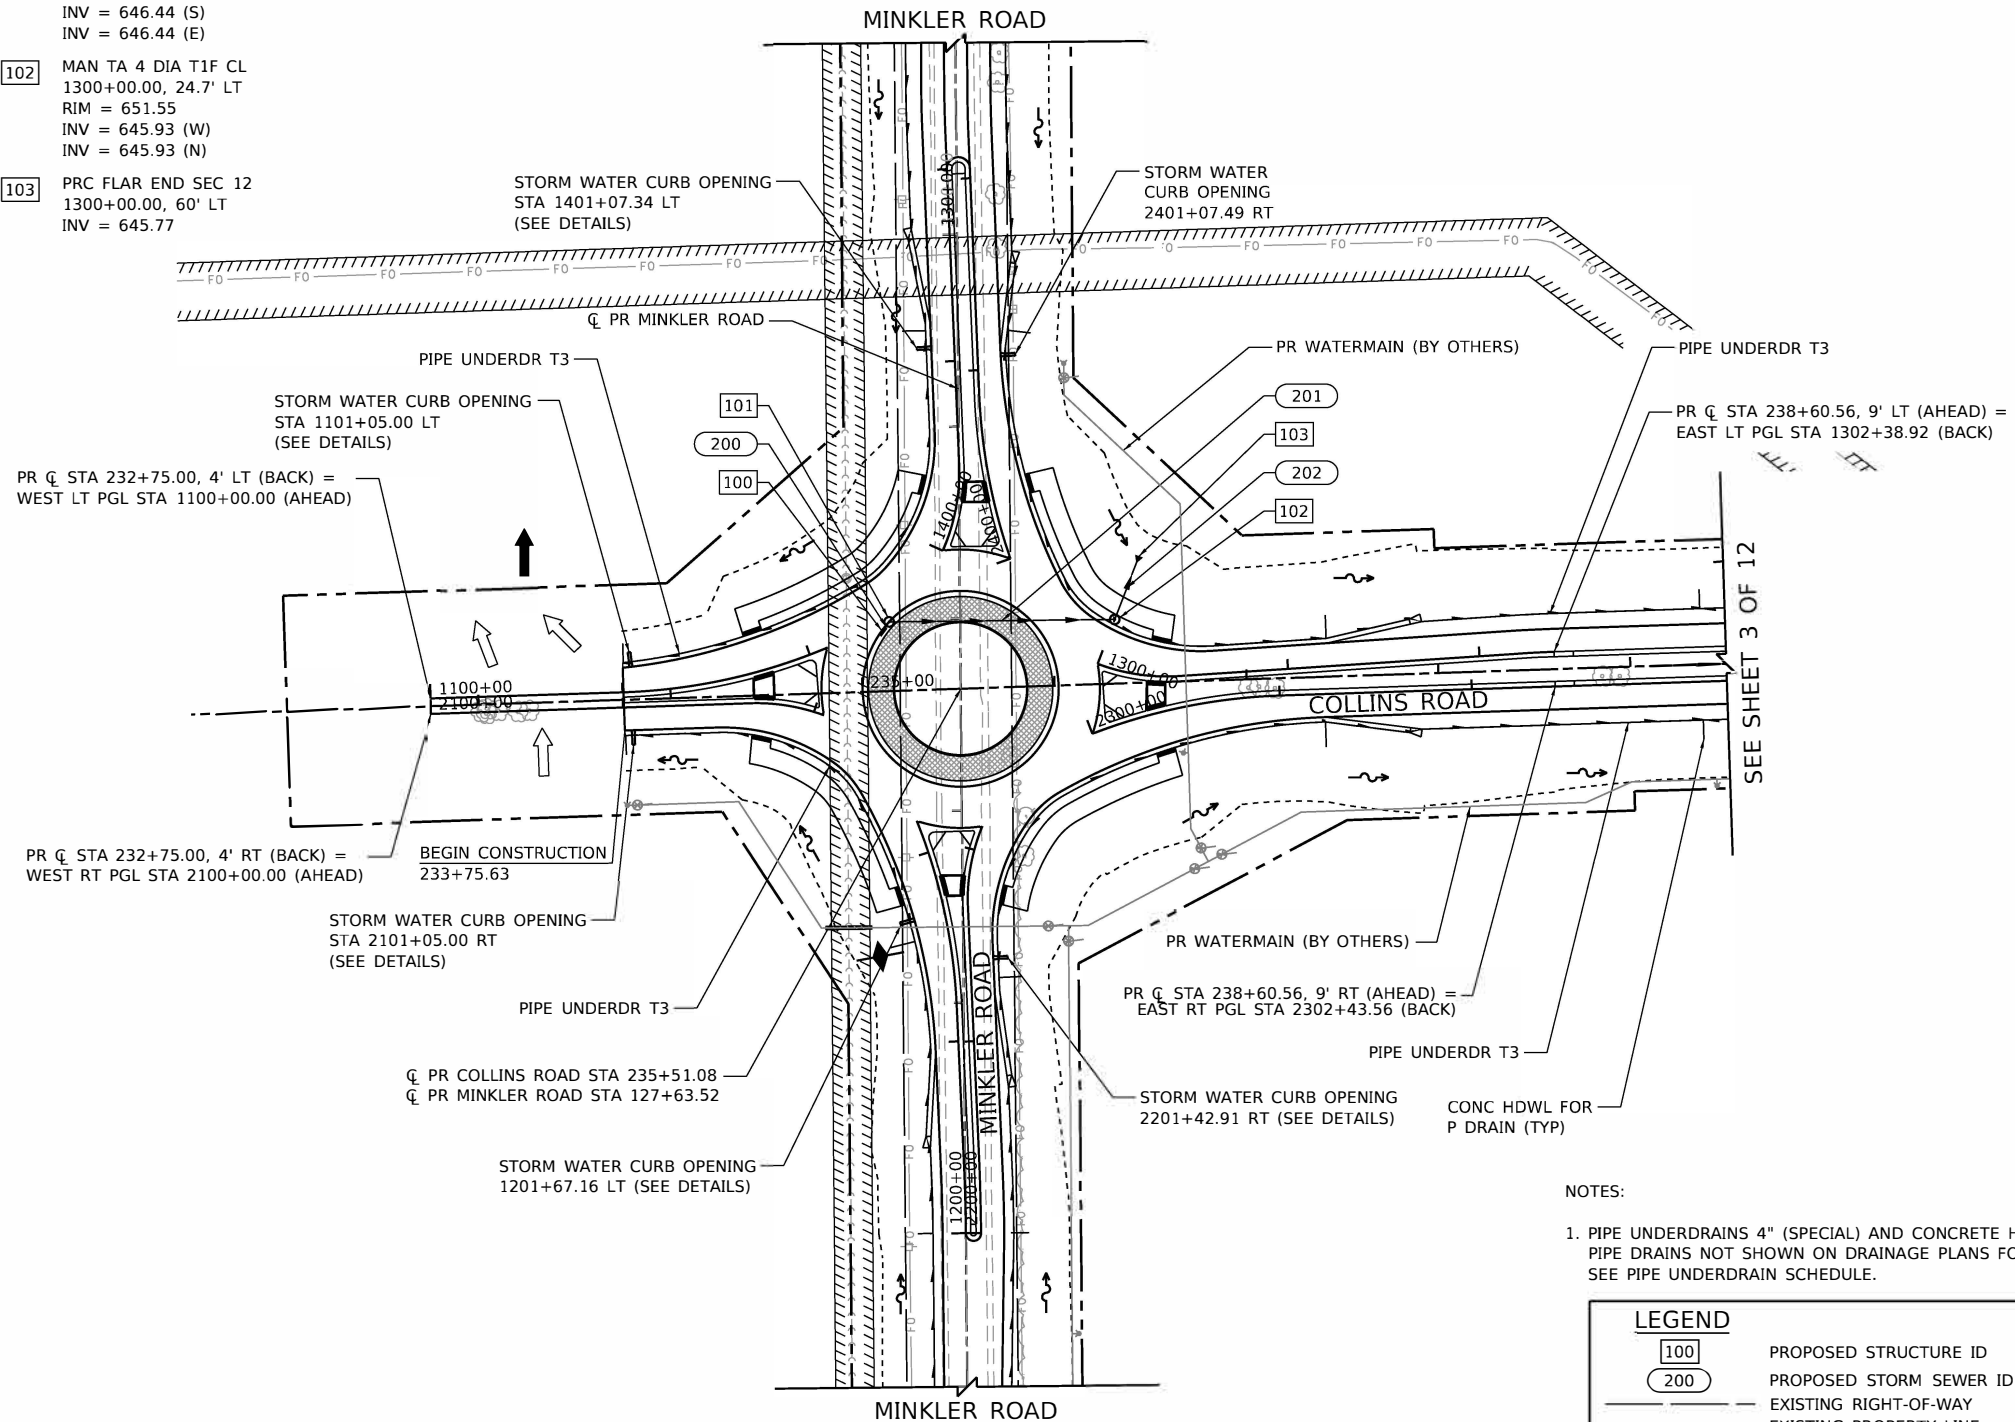 INV = 646.44 (S)
INV = 646.44 (E)
102
MAN TA 4 DIA T1F CL
1300+00.00, 24.7' LT
RIM = 651.55
INV = 645.93 (W)
INV = 645.93 (N)
103
PRC FLAR END SEC 12
1300+00.00, 60' LT
INV = 645.77
MINKLER ROAD
STORM WATER CURB OPENING
STA 1401+07.34 LT
(SEE DETAILS)
STORM WATER
CURB OPENING
2401+07.49 RT
1300+00
℄ PR MINKLER ROAD
PIPE UNDERDR T3
PR WATERMAIN (BY OTHERS)
PIPE UNDERDR T3
STORM WATER CURB OPENING
STA 1101+05.00 LT
(SEE DETAILS)
101
200
100
201
103
202
102
PR ℄ STA 238+60.56, 9' LT (AHEAD) =
EAST LT PGL STA 1302+38.92 (BACK)
PR ℄ STA 232+75.00, 4' LT (BACK) =
WEST LT PGL STA 1100+00.00 (AHEAD)
1400+00
2400+00
SEE SHEET 3 OF 12
1100+00
2100+00
235+00
1300+00
2300+00
COLLINS ROAD
FO FO FO FO FO FO FO FO
PR ℄ STA 232+75.00, 4' RT (BACK) =
WEST RT PGL STA 2100+00.00 (AHEAD)
BEGIN CONSTRUCTION
233+75.63
STORM WATER CURB OPENING
STA 2101+05.00 RT
(SEE DETAILS)
PIPE UNDERDR T3
℄ PR COLLINS ROAD STA 235+51.08
℄ PR MINKLER ROAD STA 127+63.52
STORM WATER CURB OPENING
1201+67.16 LT (SEE DETAILS)
MINKLER ROAD
1200+00
2200+00
PR WATERMAIN (BY OTHERS)
PR ℄ STA 238+60.56, 9' RT (AHEAD) =
EAST RT PGL STA 2302+43.56 (BACK)
PIPE UNDERDR T3
STORM WATER CURB OPENING
2201+42.91 RT (SEE DETAILS)
CONC HDWL FOR
P DRAIN (TYP)
MINKLER ROAD
NOTES:
1. PIPE UNDERDRAINS 4" (SPECIAL) AND CONCRETE H
PIPE DRAINS NOT SHOWN ON DRAINAGE PLANS FO
SEE PIPE UNDERDRAIN SCHEDULE.
LEGEND
100 PROPOSED STRUCTURE ID
200 PROPOSED STORM SEWER ID
EXISTING RIGHT-OF-WAY